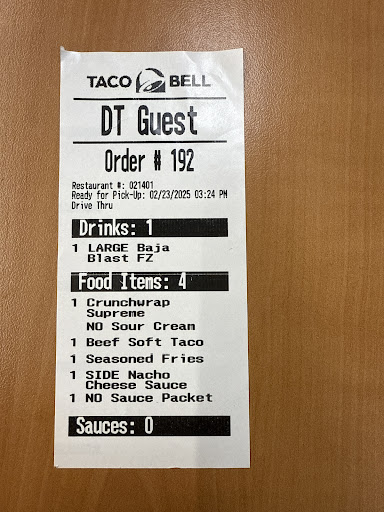 TACO BELL
DT Guest
Order # 192
Restaurant #: 021401
Ready for Pick-Up: 02/23/2025 03:24 PM
Drive Thru
Drinks: 1
1 LARGE Baja
Blast FZ
Food Items: 4
1 Crunchwrap
Supreme
NO Sour Cream
1 Beef Soft Taco
1 Seasoned Fries
1 SIDE Nacho
Cheese Sauce
1 NO Sauce Packet
Sauces: 0